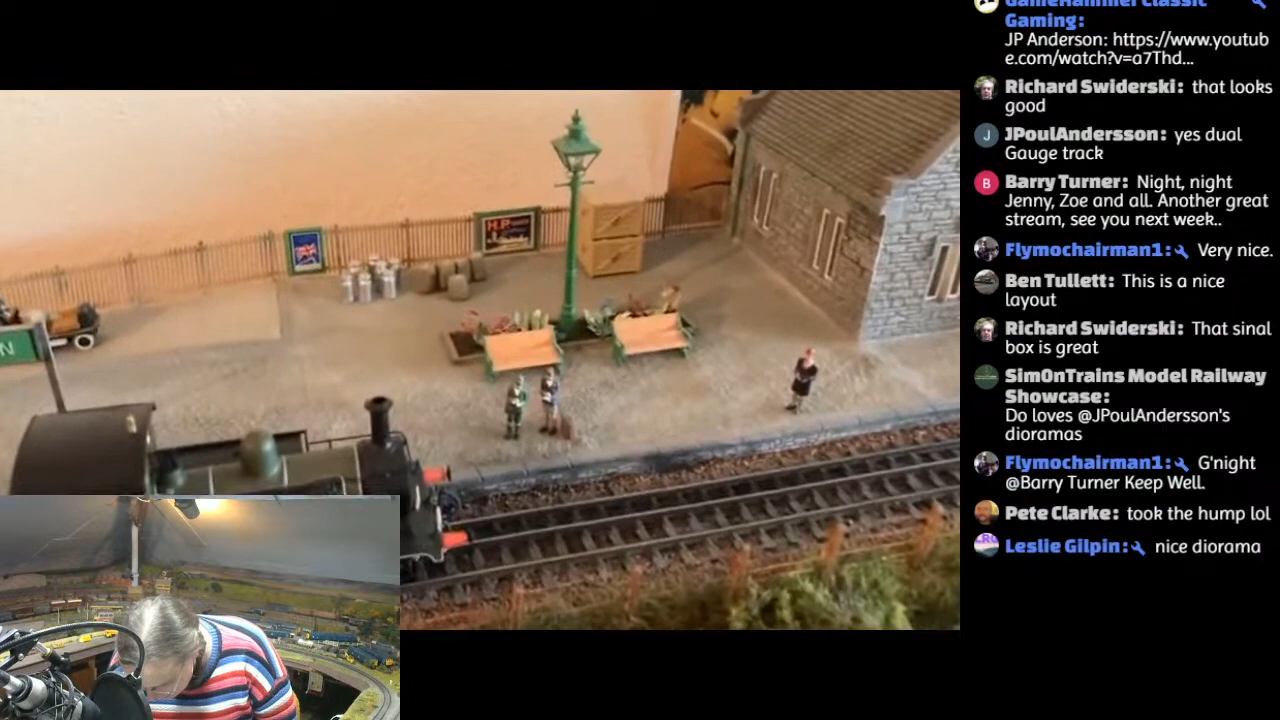 GameHammer Classic
Gaming:
JP Anderson: https://www.youtub
e.com/watch?v=a7Thd...
Richard Swiderski: that looks
good
J JPoulAndersson: yes dual
Gauge track
B Barry Turner: Night, night
Jenny, Zoe and all. Another great
stream, see you next week..
Flymochairman1: Very nice.
Ben Tullett: This is a nice
layout
Richard Swiderski: That sinal
box is great
SimOnTrains Model Railway
Showcase:
Do loves @JPoulAndersson's
dioramas
Flymochairman1: G'night
@Barry Turner Keep Well.
Pete Clarke: took the hump lol
Leslie Gilpin: nice diorama
H.P
N